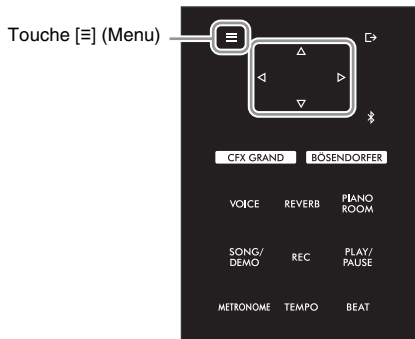 Touche [≡] (Menu)
CFX GRAND
BÖSENDORFER
VOICE
REVERB
PIANO
ROOM
SONG/
DEMO
REC
PLAY/
PAUSE
METRONOME
TEMPO
BEAT